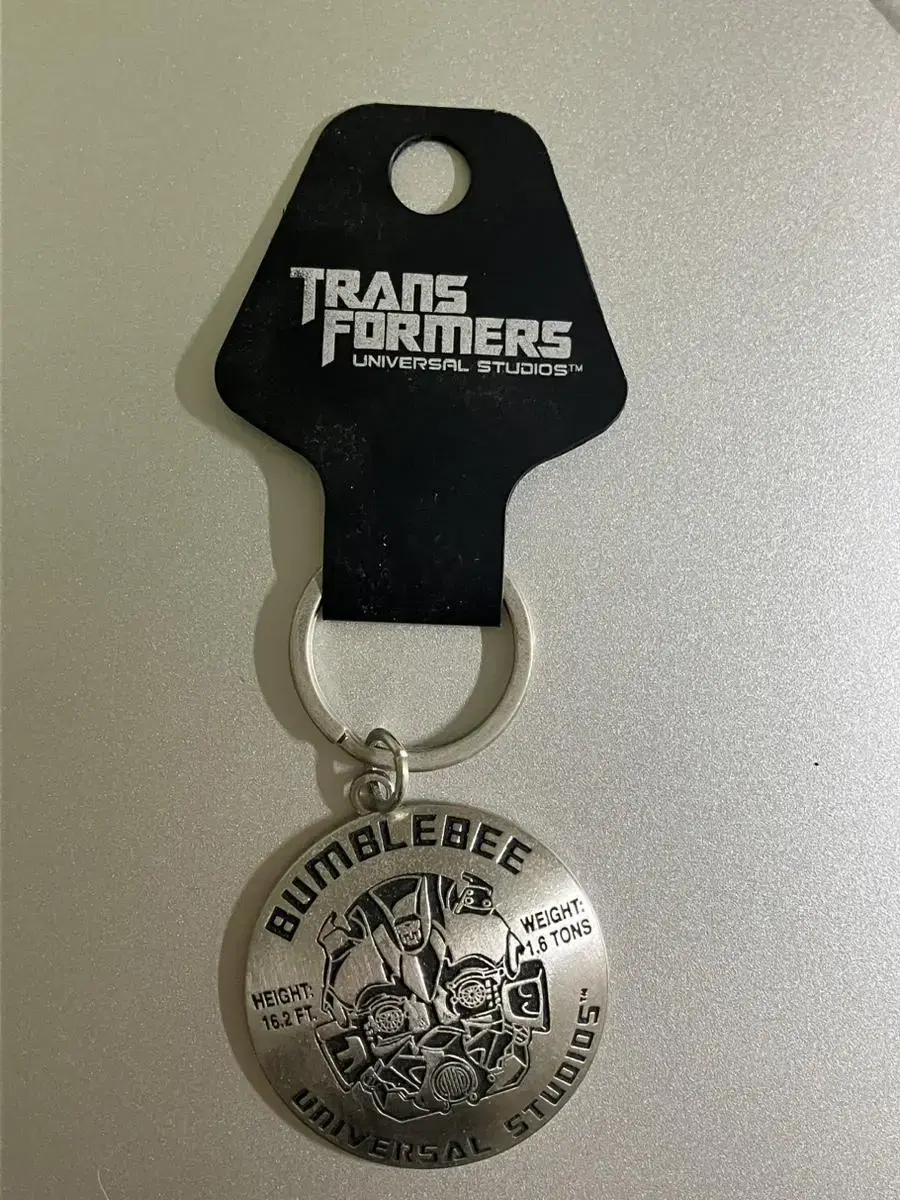 TRANS
FORMERS
UNIVERSAL STUDIOS™
BUMBLEBEE
WEIGHT:
1.6 TONS
HEIGHT:
16.2 FT.
UNIVERSAL STUDIOS™